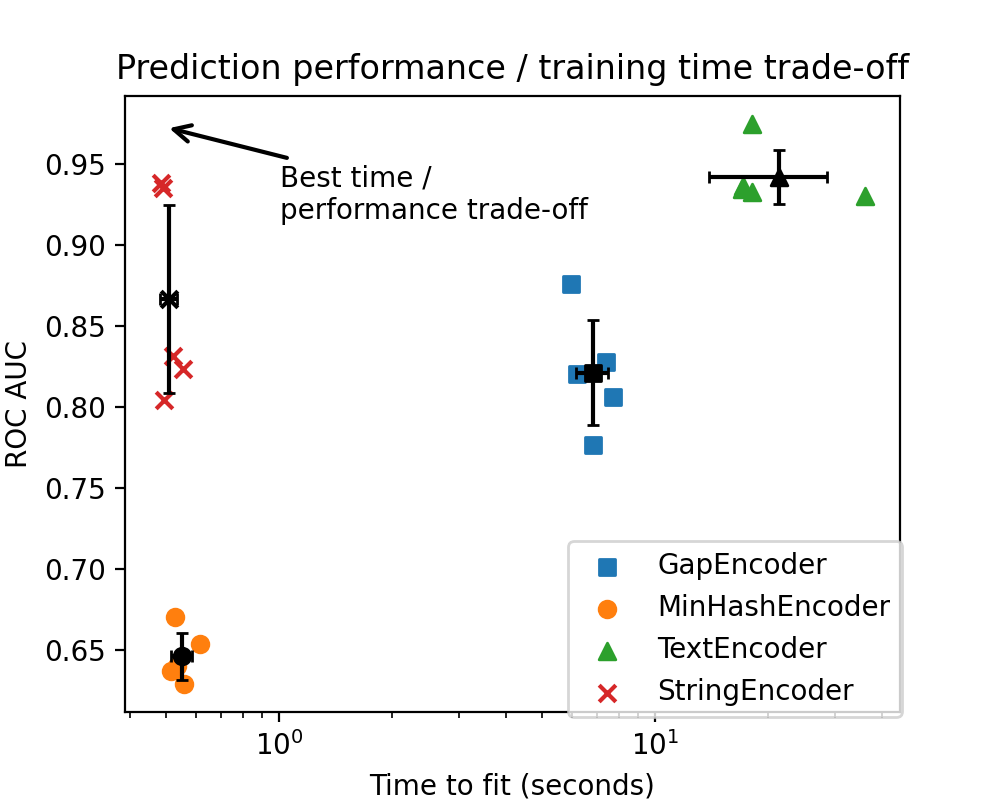 Prediction performance / training time trade-off
Best time /
performance trade-off
ROC AUC
0.95
0.90
0.85
0.80
0.75
0.70
0.65
GapEncoder
MinHashEncoder
TextEncoder
StringEncoder
10⁰
10¹
Time to fit (seconds)